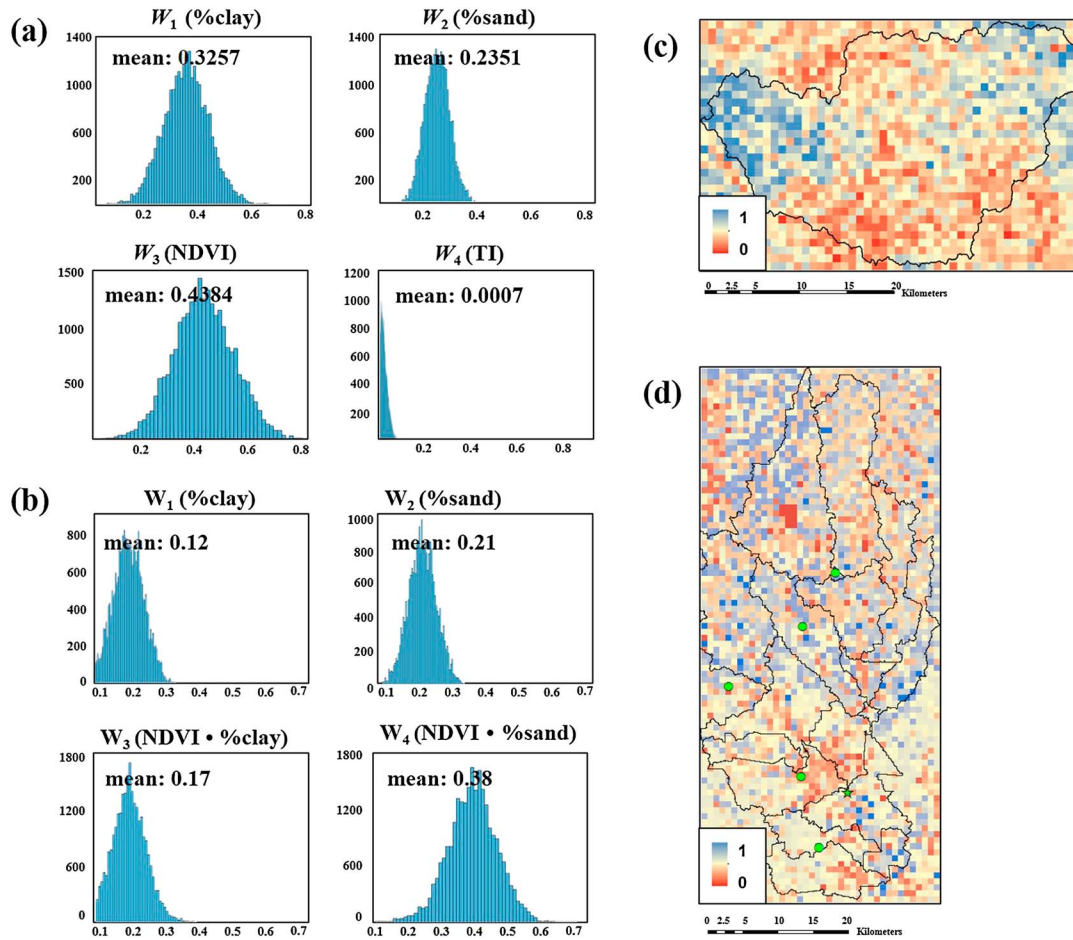 (a)
W1 (%clay)
mean: 0.3257
1400
1000
600
200
0.2 0.4 0.6 0.8
W2 (%sand)
mean: 0.2351
1400
1000
600
200
0.2 0.4 0.6 0.8
W3 (NDVI)
mean: 0.4384
1500
1000
500
0.2 0.4 0.6 0.8
W4 (TI)
mean: 0.0007
1200
1000
800
600
400
200
0.2 0.4 0.6 0.8
(b)
W1 (%clay)
mean: 0.12
800
600
400
200
0
0.1 0.2 0.3 0.4 0.5 0.6 0.7
W2 (%sand)
mean: 0.21
1000
800
600
400
200
0
0.1 0.2 0.3 0.4 0.5 0.6 0.7
W3 (NDVI • %clay)
mean: 0.17
1800
1200
600
0
0.1 0.2 0.3 0.4 0.5 0.6 0.7
W4 (NDVI • %sand)
mean: 0.38
1800
1200
600
0
0.1 0.2 0.3 0.4 0.5 0.6 0.7
(c)
1
0
0 2.5 5 10 15 20
Kilometers
(d)
1
0
0 2.5 5 10 15 20
Kilometers